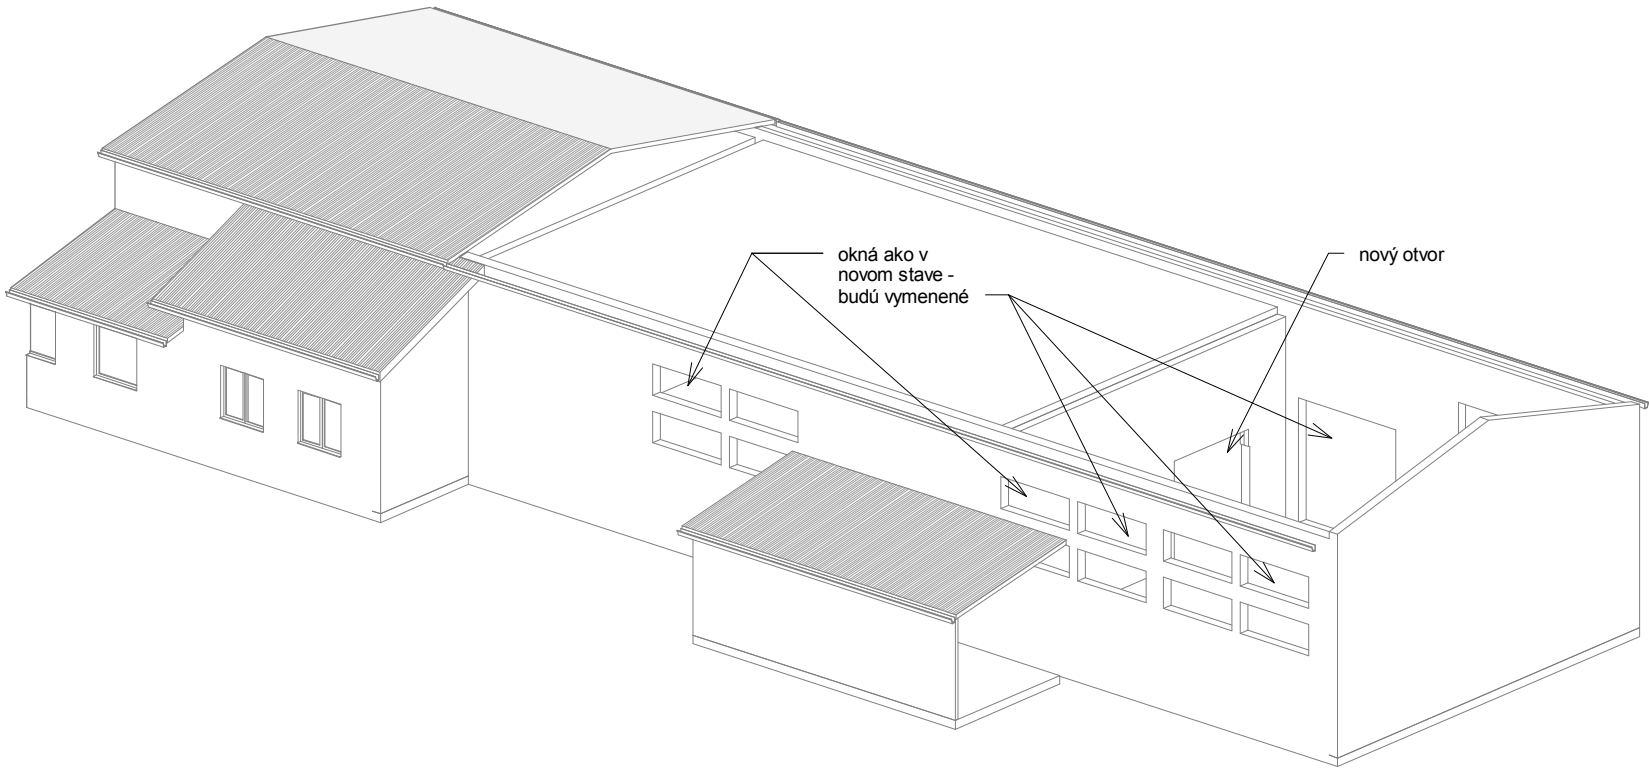 okná ako v
novom stave -
budú vymenené
nový otvor